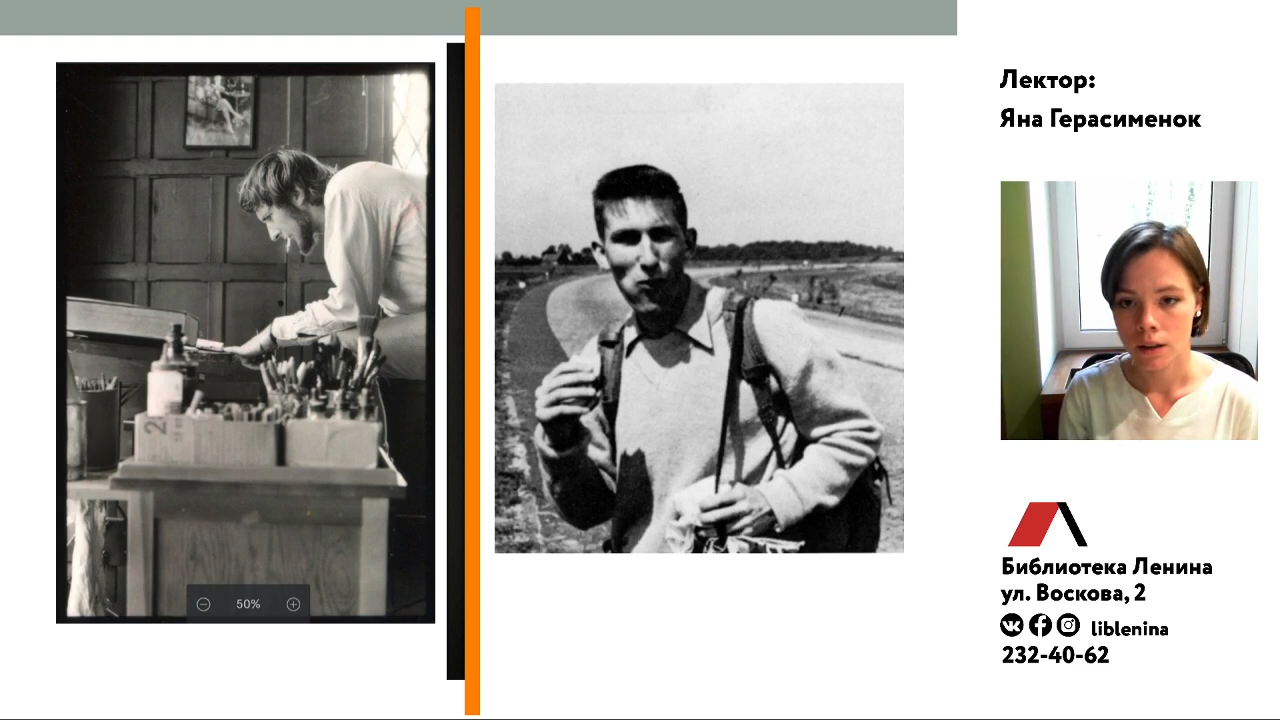 50%
Лектор:
Яна Герасименок
Библиотека Ленина
ул. Воскова, 2
liblenina
232-40-62